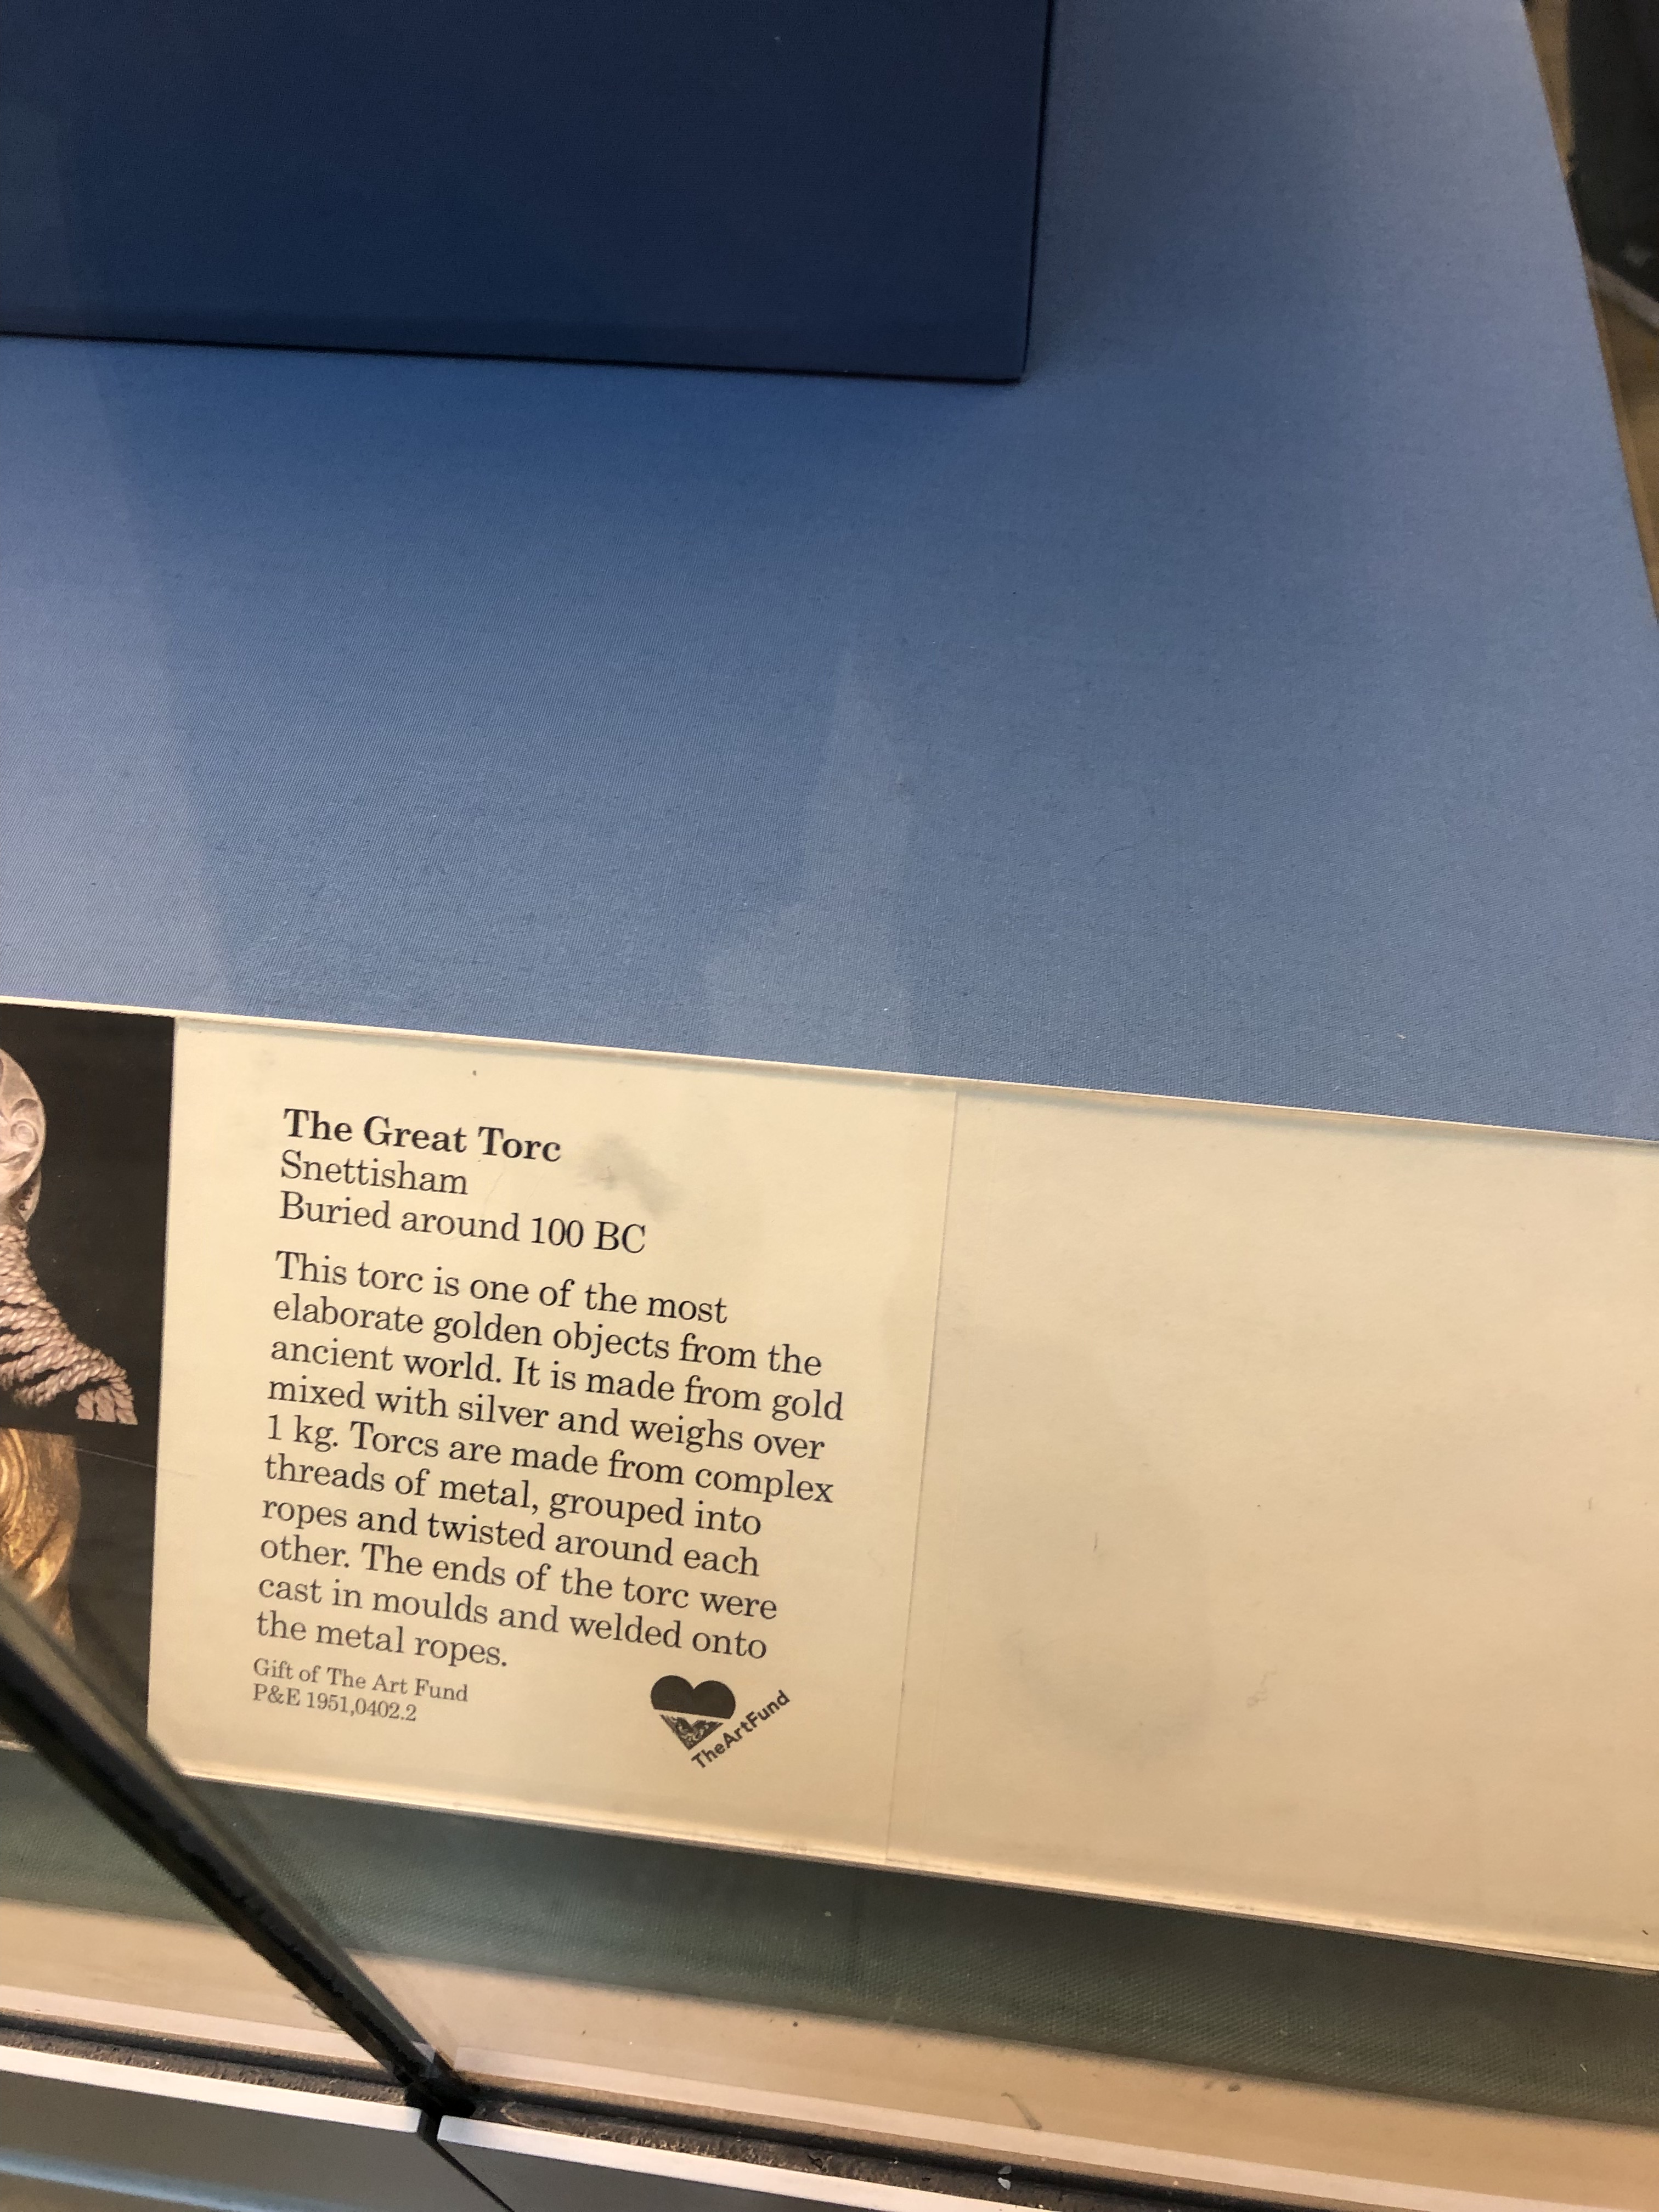 The Great Torc
Snettisham
Buried around 100 BC
This torc is one of the most
elaborate golden objects from the
ancient world. It is made from gold
mixed with silver and weighs over
1 kg. Torcs are made from complex
threads of metal, grouped into
ropes and twisted around each
other. The ends of the torc were
cast in moulds and welded onto
the metal ropes.
Gift of The Art Fund
P&E 1951,0402.2
TheArtFund